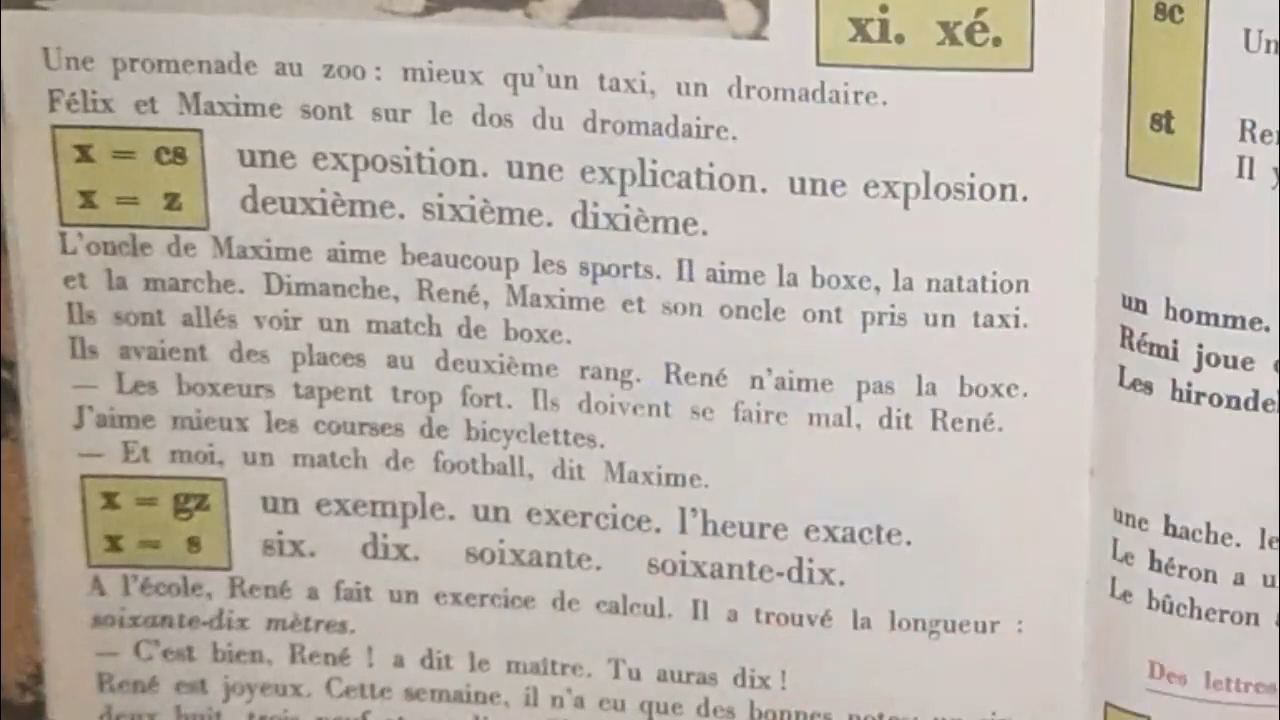 xi. xé.
Une promenade au zoo : mieux qu'un taxi, un dromadaire.
Félix et Maxime sont sur le dos du dromadaire.
x = cs
une exposition. une explication. une explosion.
x = z
deuxième. sixième. dixième.
L'oncle de Maxime aime beaucoup les sports. Il aime la boxe, la natation
et la marche. Dimanche, René, Maxime et son oncle ont pris un taxi.
Ils sont allés voir un match de boxe.
Ils avaient des places au deuxième rang. René n'aime pas la boxe.
— Les boxeurs tapent trop fort. Ils doivent se faire mal, dit René.
J'aime mieux les courses de bicyclettes.
— Et moi, un match de football, dit Maxime.
x = gz
un exemple. un exercice. l'heure exacte.
x = s
six. dix. soixante. soixante-dix.
A l'école, René a fait un exercice de calcul. Il a trouvé la longueur :
soixante-dix mètres.
— C'est bien, René ! a dit le maître. Tu auras dix !
René est joyeux. Cette semaine, il n'a eu que des bonnes notes
sc
Un
st
Il
un homme.
Rémi joue
Les
une hache. le
Le héron a
Le bûcheron
Des lettres